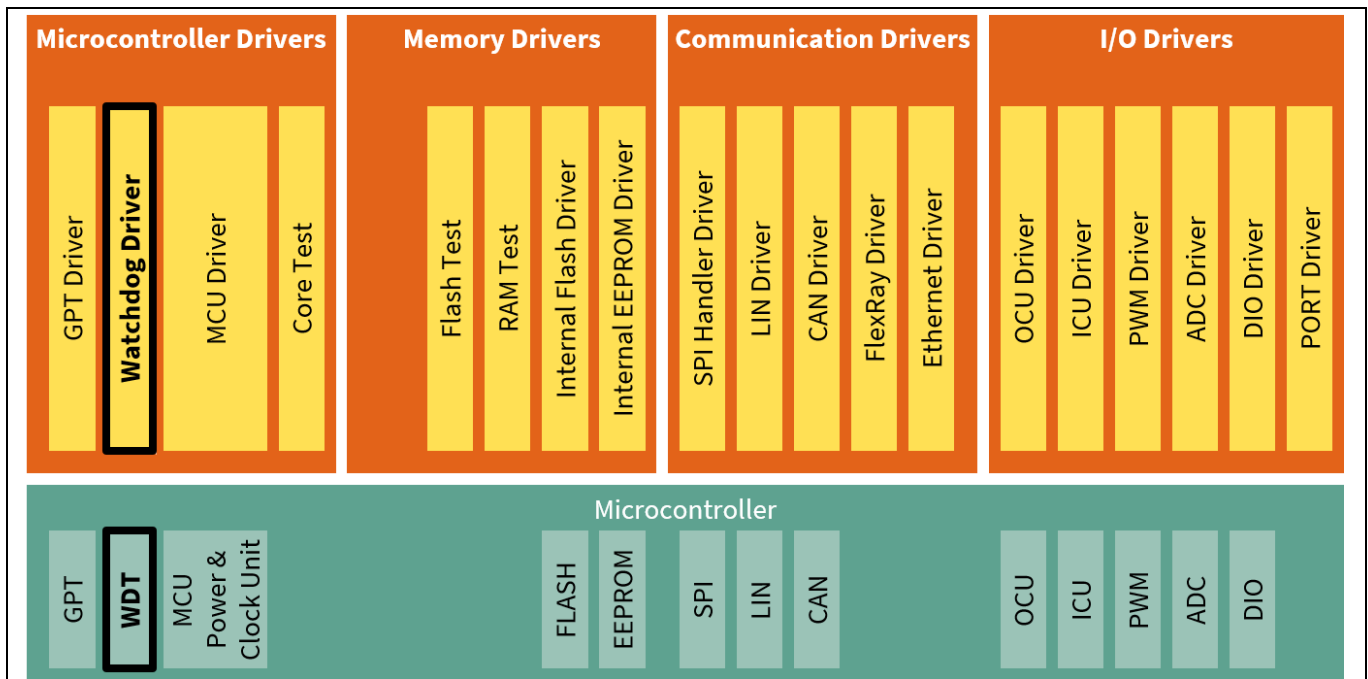 Microcontroller Drivers
Memory Drivers
Communication Drivers
I/O Drivers
GPT Driver
Watchdog Driver
MCU Driver
Core Test
Flash Test
RAM Test
Internal Flash Driver
Internal EEPROM Driver
SPI Handler Driver
LIN Driver
CAN Driver
FlexRay Driver
Ethernet Driver
OCU Driver
ICU Driver
PWM Driver
ADC Driver
DIO Driver
PORT Driver
Microcontroller
GPT
WDT
MCU
Power &
Clock Unit
FLASH
EEPROM
SPI
LIN
CAN
OCU
ICU
PWM
ADC
DIO